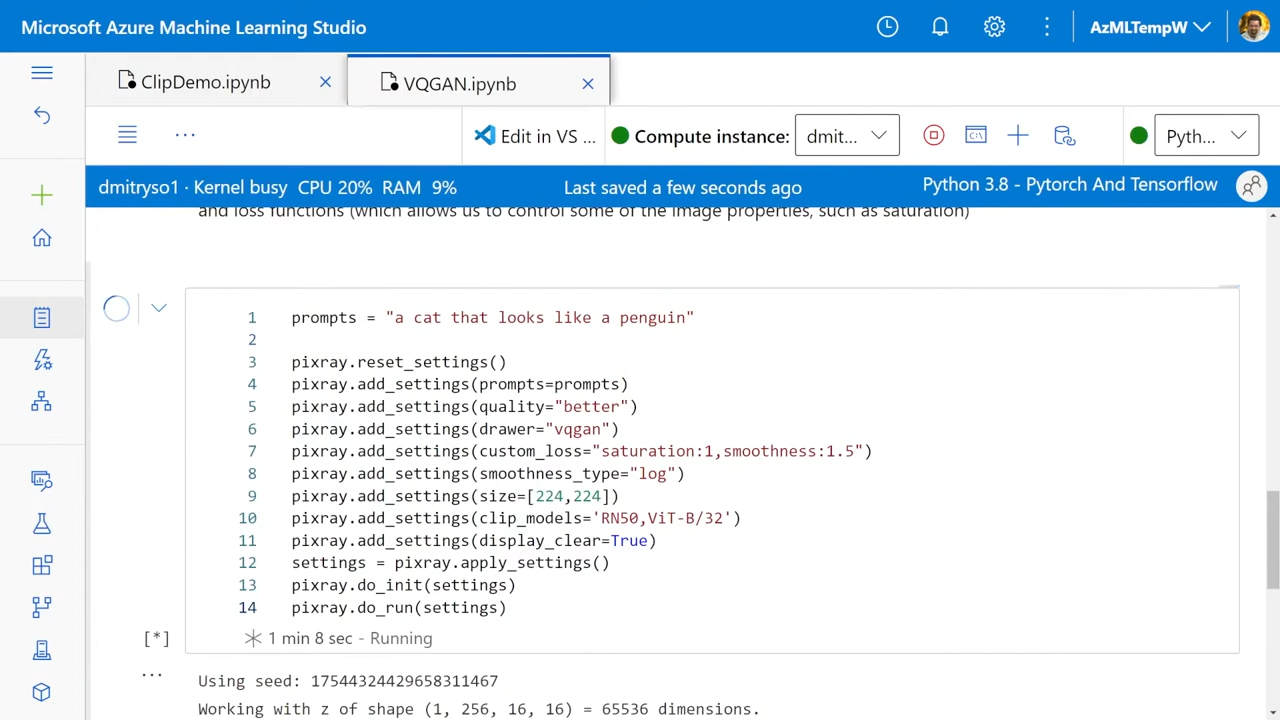 Microsoft Azure Machine Learning Studio
AzMLTempW
ClipDemo.ipynb
VQGAN.ipynb
Edit in VS ...
Compute instance:
dmit...
Pyth...
dmitryso1 · Kernel busy CPU 20% RAM 9%
Last saved a few seconds ago
Python 3.8 - Pytorch And Tensorflow
and loss functions (which allows us to control some of the image properties, such as saturation)
1 prompts = "a cat that looks like a penguin"
2
3 pixray.reset_settings()
4 pixray.add_settings(prompts=prompts)
5 pixray.add_settings(quality="better")
6 pixray.add_settings(drawer="vqgan")
7 pixray.add_settings(custom_loss="saturation:1,smoothness:1.5")
8 pixray.add_settings(smoothness_type="log")
9 pixray.add_settings(size=[224,224])
10 pixray.add_settings(clip_models='RN50,ViT-B/32')
11 pixray.add_settings(display_clear=True)
12 settings = pixray.apply_settings()
13 pixray.do_init(settings)
14 pixray.do_run(settings)
[*]
1 min 8 sec - Running
...
Using seed: 17544324429658311467
Working with z of shape (1, 256, 16, 16) = 65536 dimensions.